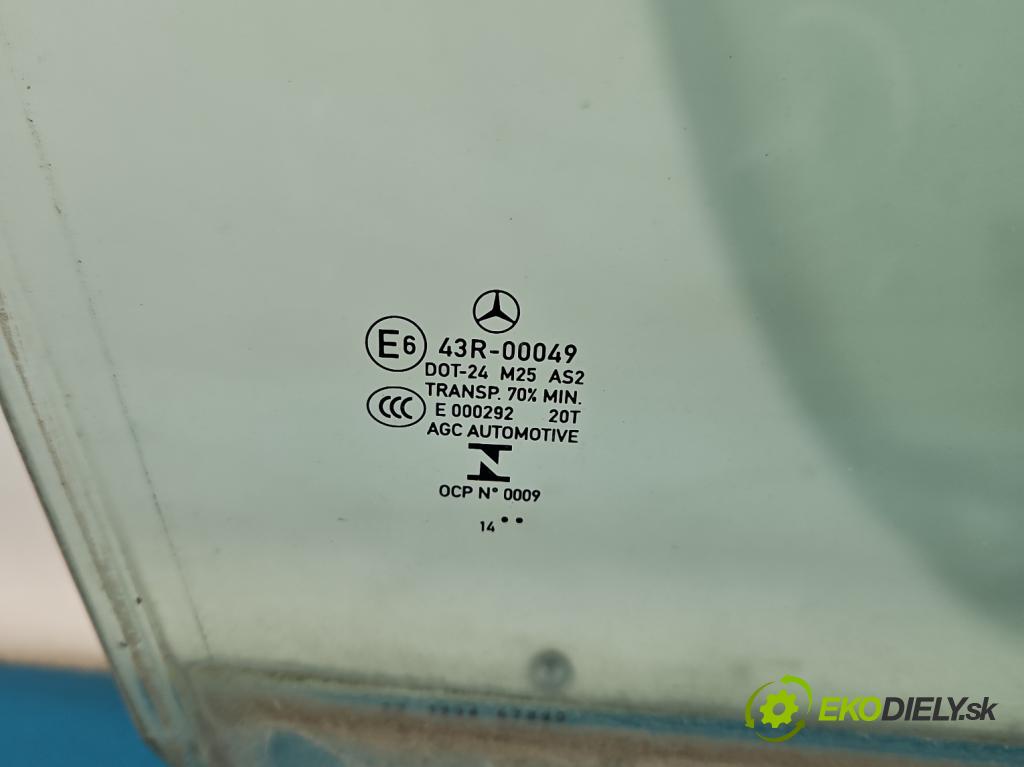 E6 43R-00049
DOT-24 M25 AS2
TRANSP. 70% MIN.
CCC E 000292 20T
AGC AUTOMOTIVE
N
OCP N° 0009
14 ••
EKODIELY.sk